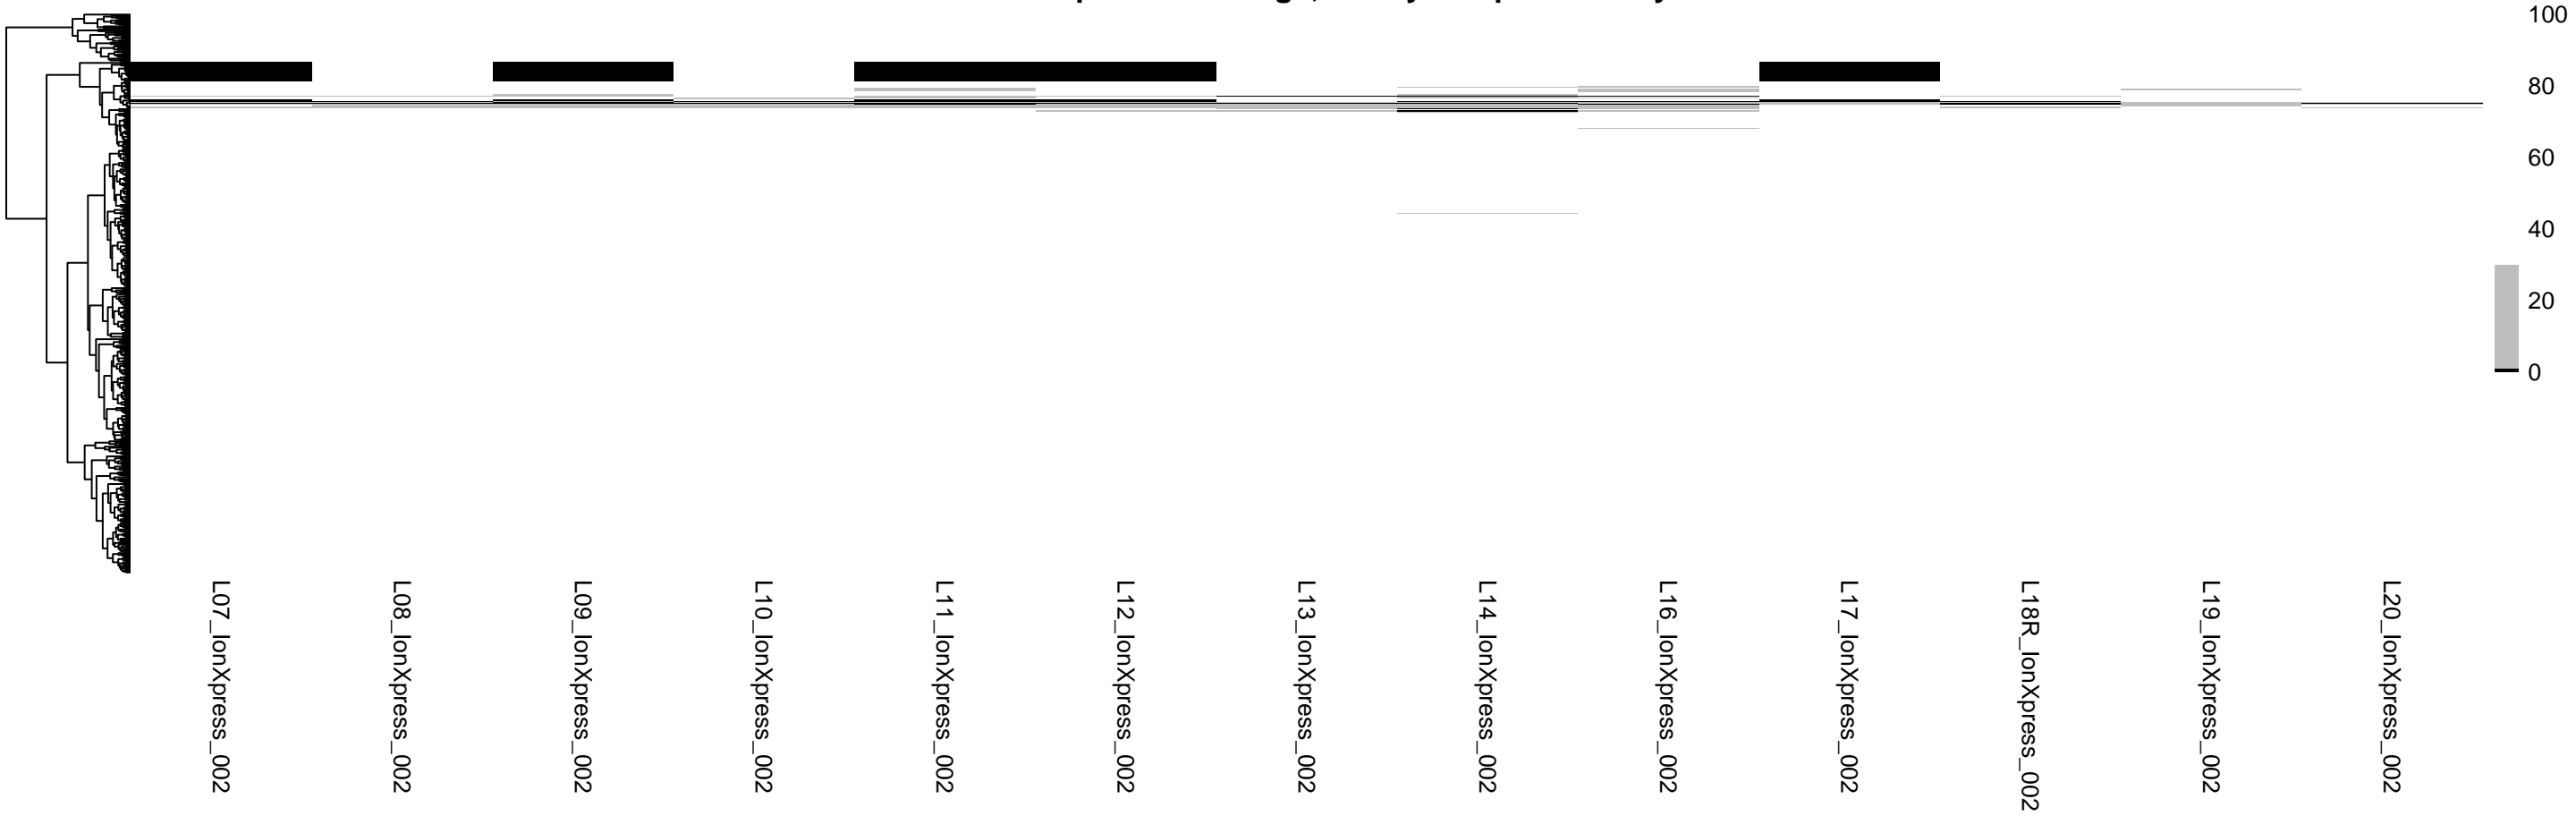 100
80
60
40
20
0
L07_IonXpress_002
L08_IonXpress_002
L09_IonXpress_002
L10_IonXpress_002
L11_IonXpress_002
L12_IonXpress_002
L13_IonXpress_002
L14_IonXpress_002
L16_IonXpress_002
L17_IonXpress_002
L18R_IonXpress_002
L19_IonXpress_002
L20_IonXpress_002